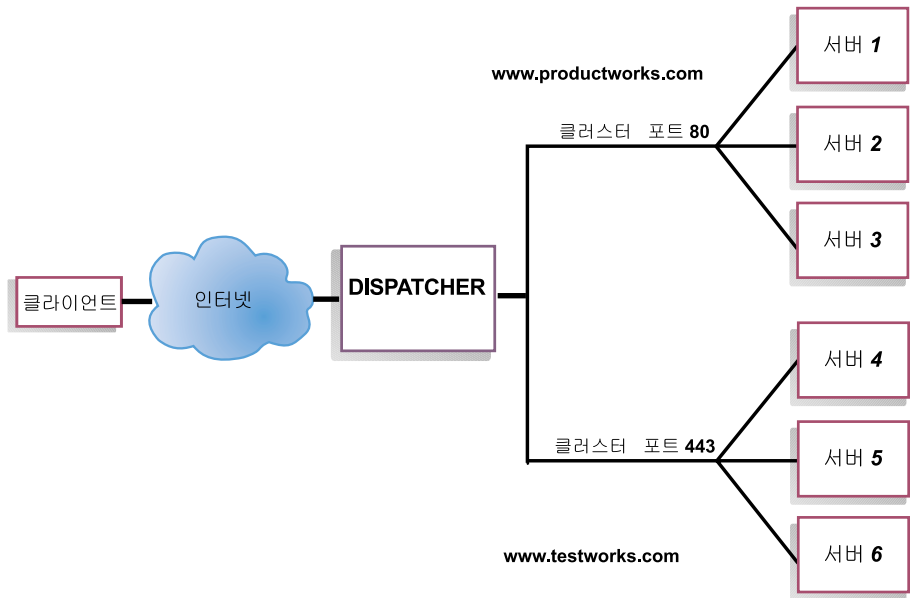 클라이언트
인터넷
DISPATCHER
www.productworks.com
클러스터 포트 80
서버 1
서버 2
서버 3
클러스터 포트 443
www.testworks.com
서버 4
서버 5
서버 6